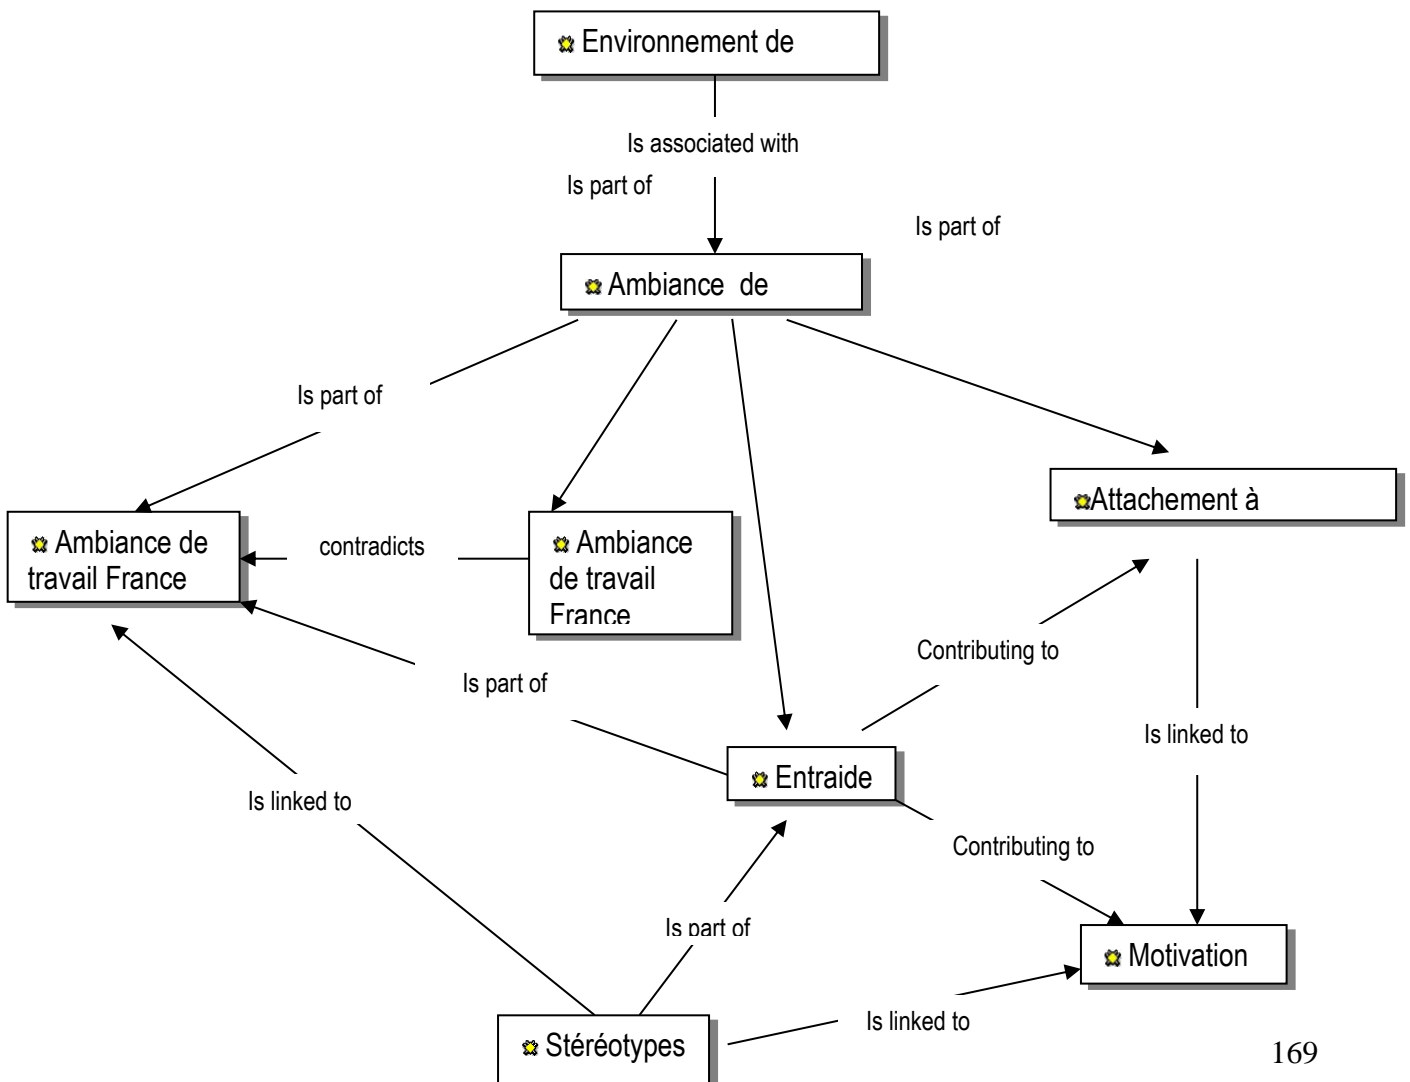 Environnement de
Is associated with
Is part of
Is part of
Ambiance de
Is part of
Attachement à
Ambiance de
travail France
contradicts
Ambiance
de travail
France
Contributing to
Is part of
Is linked to
Entraide
Is linked to
Contributing to
Is part of
Motivation
Is linked to
Stéréotypes
169